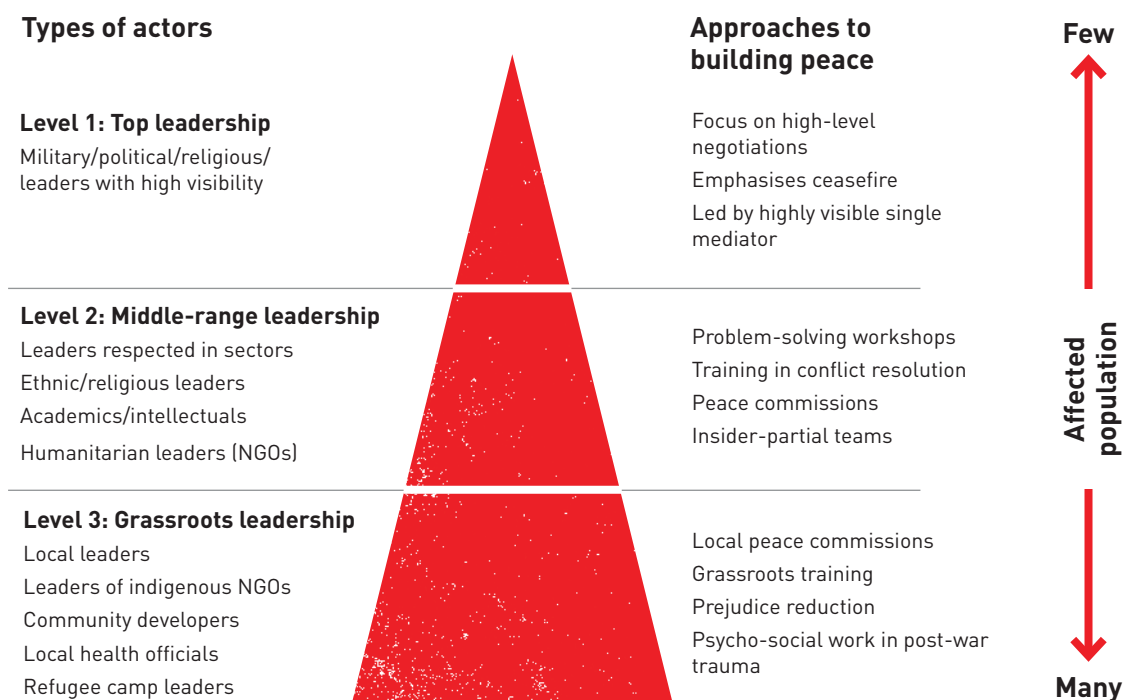 Types of actors
Approaches to
building peace
Few
Level 1: Top leadership
Military/political/religious/
leaders with high visibility
Focus on high-level
negotiations
Emphasises ceasefire
Led by highly visible single
mediator
Level 2: Middle-range leadership
Leaders respected in sectors
Ethnic/religious leaders
Academics/intellectuals
Humanitarian leaders (NGOs)
Problem-solving workshops
Training in conflict resolution
Peace commissions
Insider-partial teams
Affected
population
Level 3: Grassroots leadership
Local leaders
Leaders of indigenous NGOs
Community developers
Local health officials
Refugee camp leaders
Local peace commissions
Grassroots training
Prejudice reduction
Psycho-social work in post-war
trauma
Many